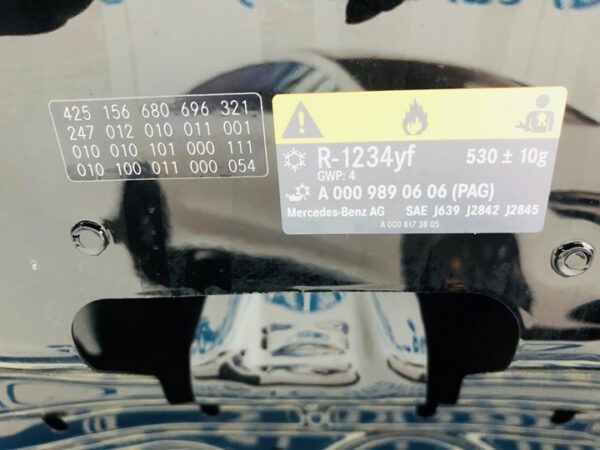 425 156 680 696 321
247 012 010 011 001
010 010 101 000 111
010 100 011 000 054
R-1234yf 530 ± 10g
GWP: 4
A 000 989 06 06 (PAG)
Mercedes-Benz AG SAE J639 J2842 J2845
A 000 817 38 05